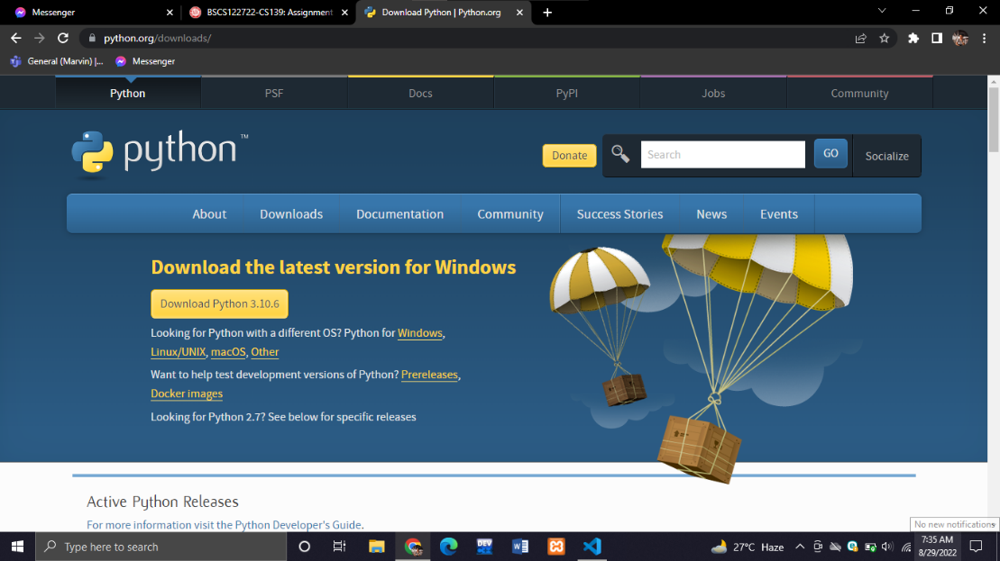 Messenger
BSCS122722-CS139: Assignment
Download Python | Python.org
python.org/downloads/
General (Marvin) |...
Messenger
Python
PSF
Docs
PyPI
Jobs
Community
python™
Donate
Search
GO
Socialize
About
Downloads
Documentation
Community
Success Stories
News
Events
Download the latest version for Windows
Download Python 3.10.6
Looking for Python with a different OS? Python for Windows,
Linux/UNIX, macOS, Other
Want to help test development versions of Python? Prereleases,
Docker images
Looking for Python 2.7? See below for specific releases
Active Python Releases
For more information visit the Python Developer's Guide.
No new notifications
Type here to search
DEV
27°C Haze
7:35 AM
8/29/2022